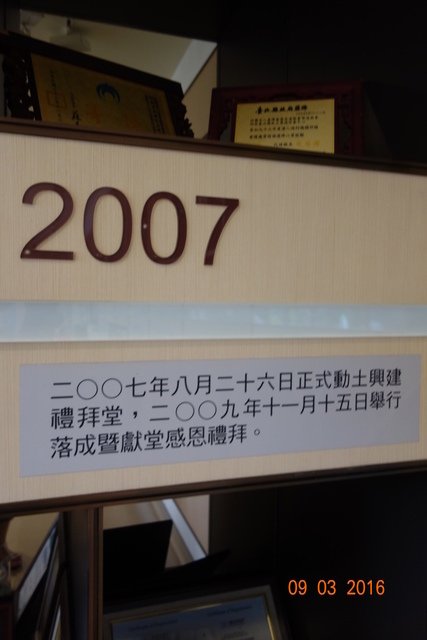 2007
二〇〇七年八月二十六日正式動土興建
禮拜堂，二〇〇九年十一月十五日舉行
落成暨獻堂感恩禮拜。
09 03 2016